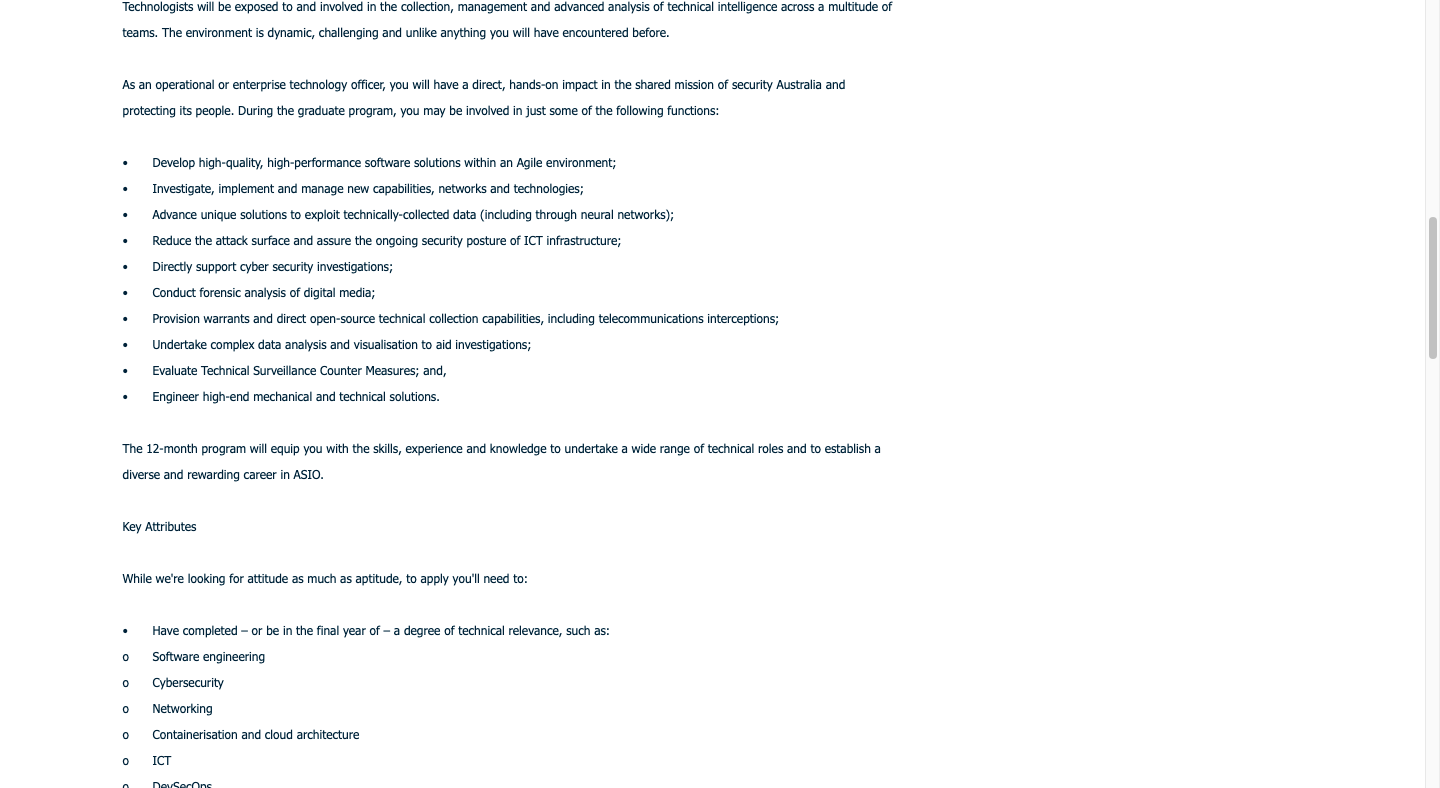 Technologists will be exposed to and involved in the collection, management and advanced analysis of technical intelligence across a multitude of
teams. The environment is dynamic, challenging and unlike anything you will have encountered before.
As an operational or enterprise technology officer, you will have a direct, hands-on impact in the shared mission of security Australia and
protecting its people. During the graduate program, you may be involved in just some of the following functions:
• Develop high-quality, high-performance software solutions within an Agile environment;
• Investigate, implement and manage new capabilities, networks and technologies;
• Advance unique solutions to exploit technically-collected data (including through neural networks);
• Reduce the attack surface and assure the ongoing security posture of ICT infrastructure;
• Directly support cyber security investigations;
• Conduct forensic analysis of digital media;
• Provision warrants and direct open-source technical collection capabilities, including telecommunications interceptions;
• Undertake complex data analysis and visualisation to aid investigations;
• Evaluate Technical Surveillance Counter Measures; and,
• Engineer high-end mechanical and technical solutions.
The 12-month program will equip you with the skills, experience and knowledge to undertake a wide range of technical roles and to establish a
diverse and rewarding career in ASIO.
Key Attributes
While we're looking for attitude as much as aptitude, to apply you'll need to:
• Have completed – or be in the final year of – a degree of technical relevance, such as:
o Software engineering
o Cybersecurity
o Networking
o Containerisation and cloud architecture
o ICT
o DevSecOps